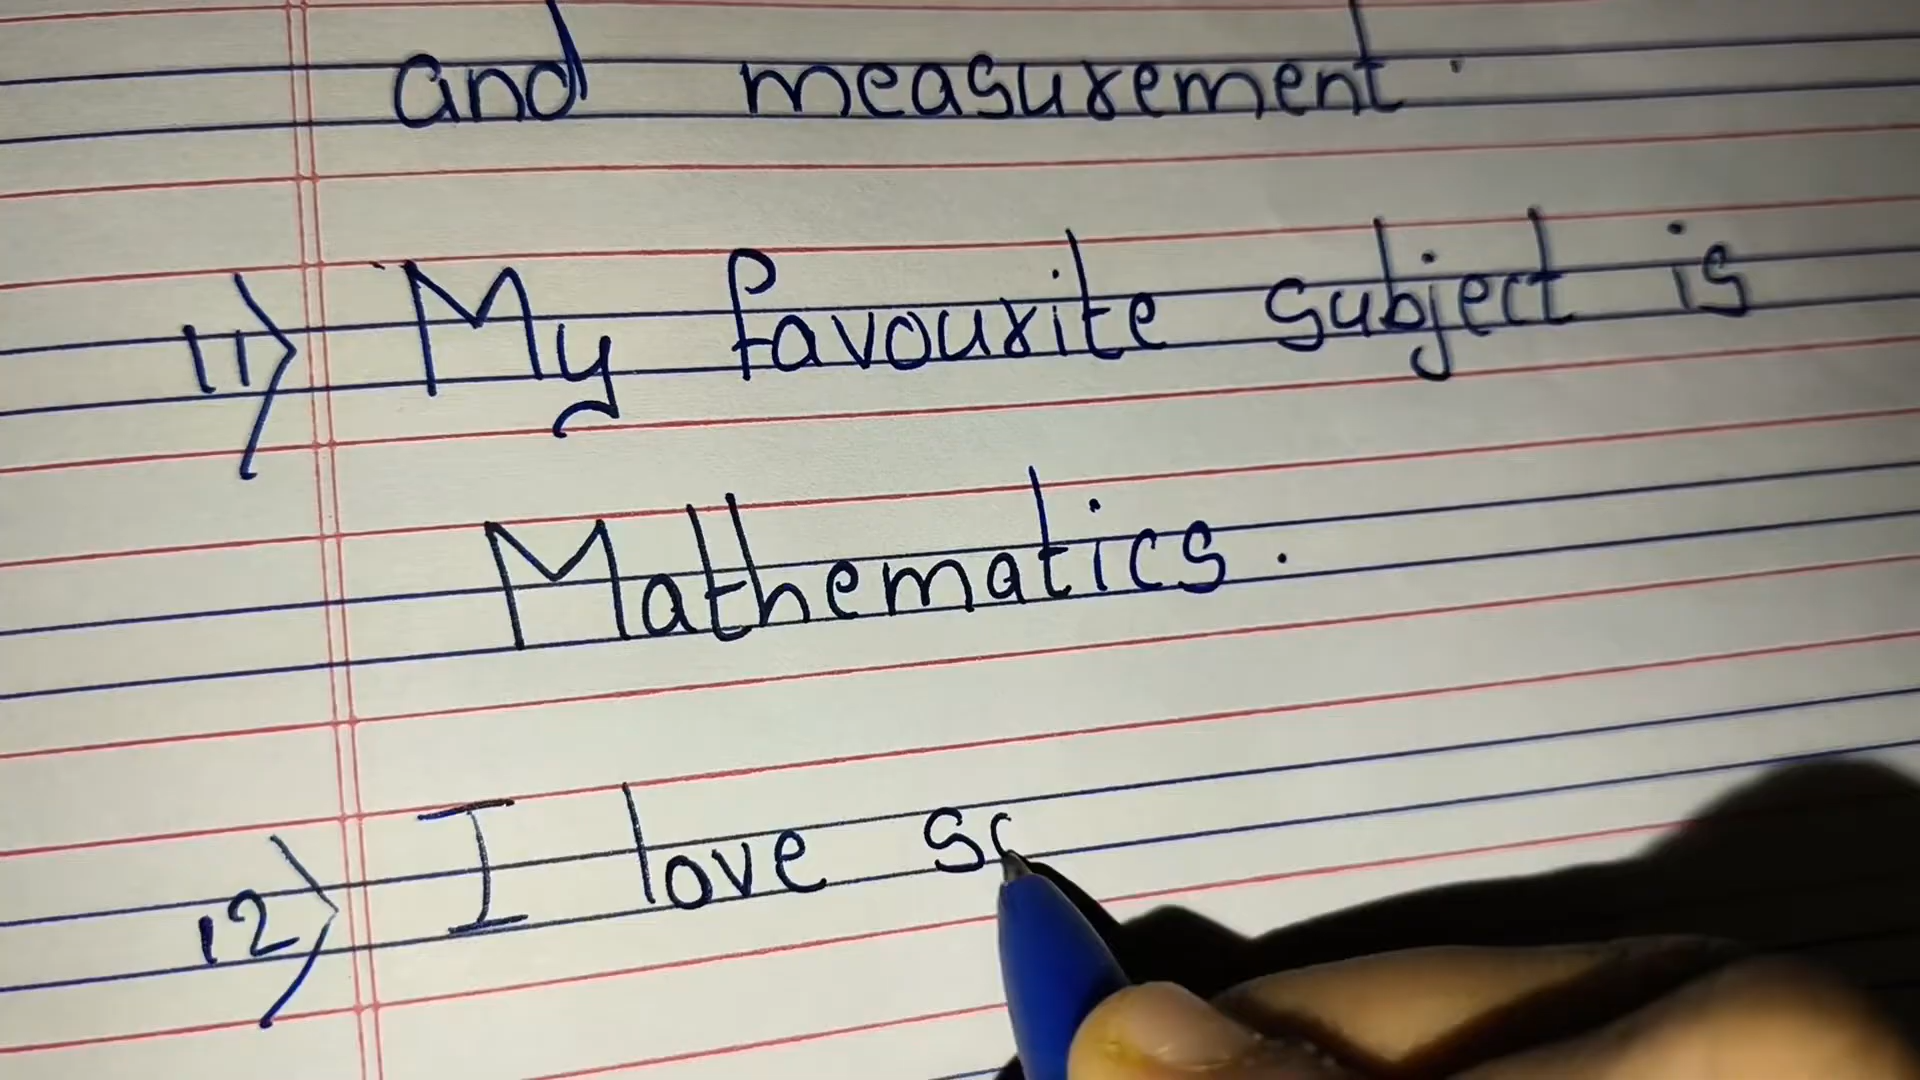 and measurement.
11) My favourite subject is
Mathematics.
12) I love